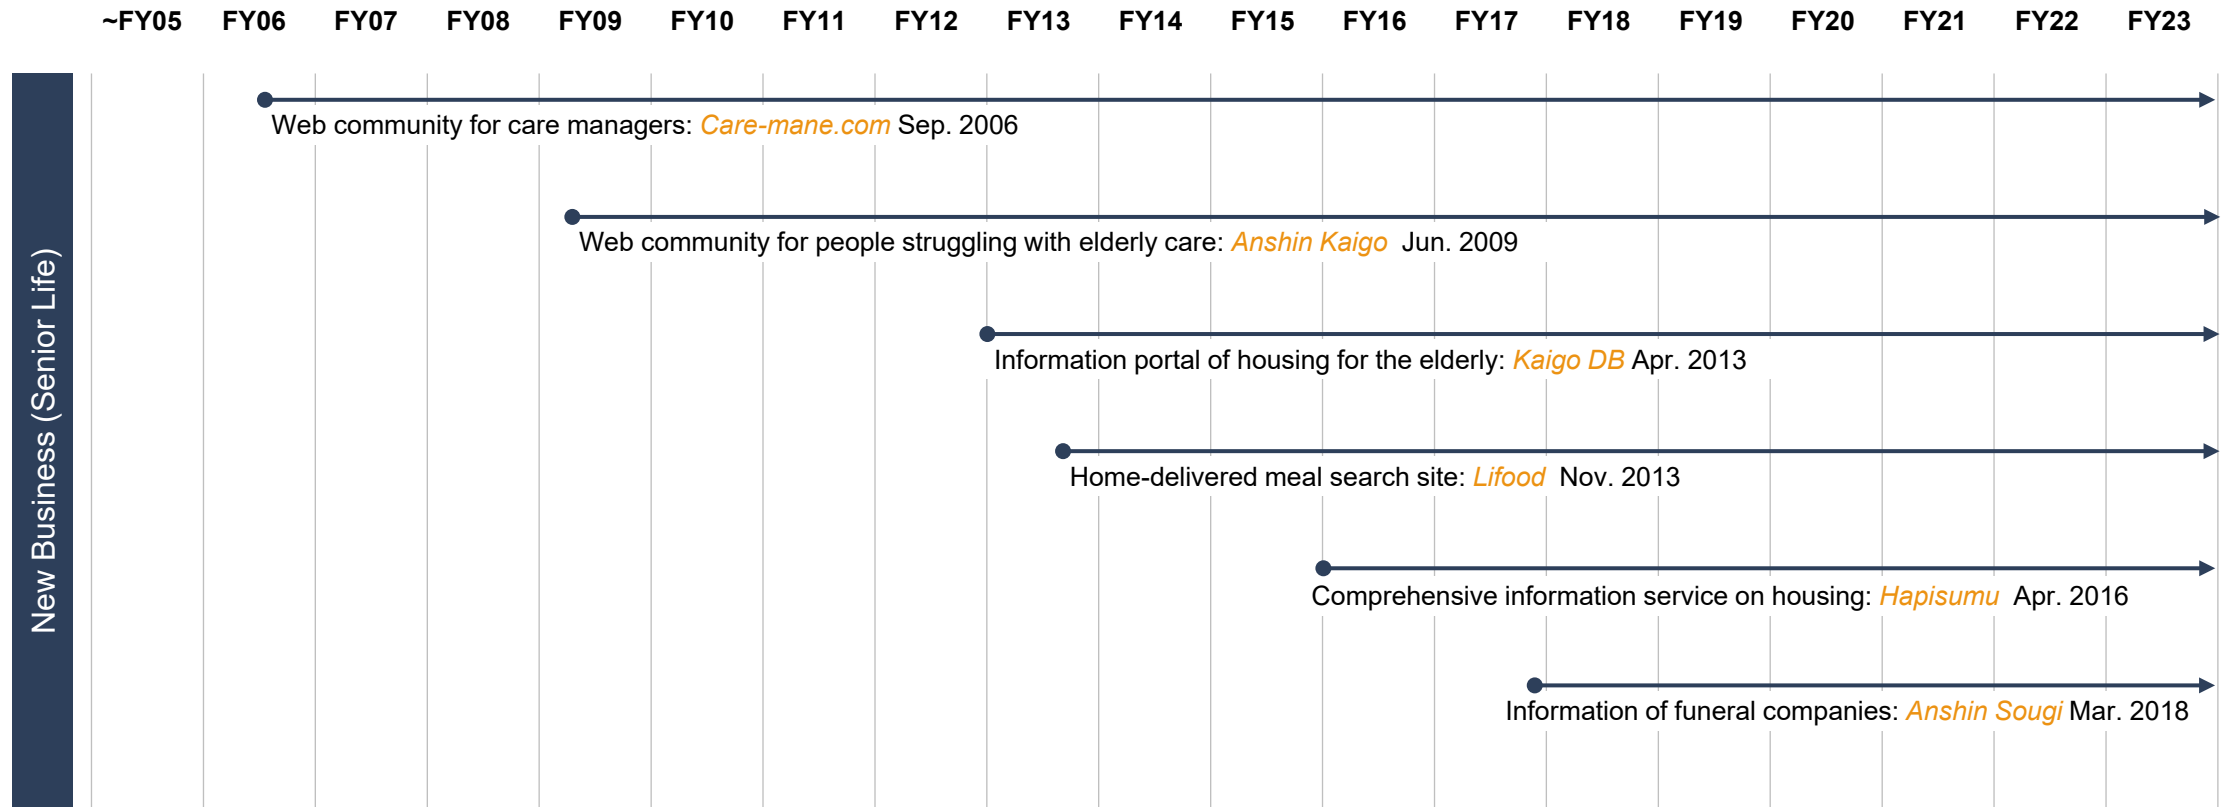 ~FY05 FY06 FY07 FY08 FY09 FY10 FY11 FY12 FY13 FY14 FY15 FY16 FY17 FY18 FY19 FY20 FY21 FY22 FY23
New Business (Senior Life)
Web community for care managers: Care-mane.com Sep. 2006
Web community for people struggling with elderly care: Anshin Kaigo Jun. 2009
Information portal of housing for the elderly: Kaigo DB Apr. 2013
Home-delivered meal search site: Lifood Nov. 2013
Comprehensive information service on housing: Hapisumu Apr. 2016
Information of funeral companies: Anshin Sougi Mar. 2018